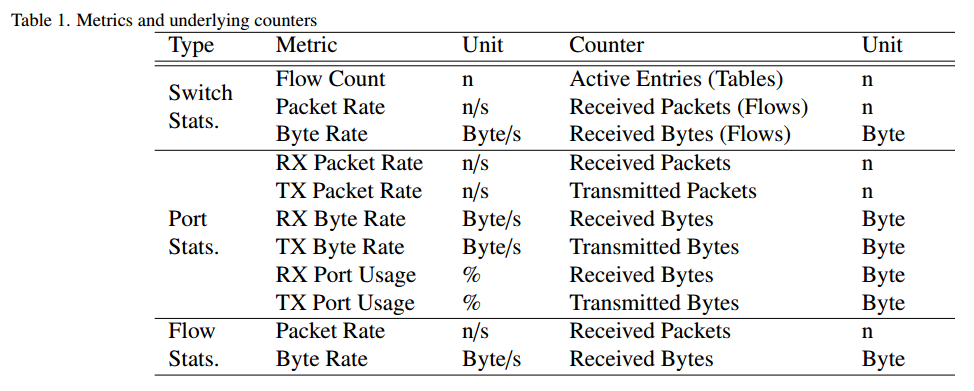 Table 1. Metrics and underlying counters
Type Metric Unit Counter Unit
Switch Stats. Flow Count n Active Entries (Tables) n
Packet Rate n/s Received Packets (Flows) n
Byte Rate Byte/s Received Bytes (Flows) Byte
Port Stats. RX Packet Rate n/s Received Packets n
TX Packet Rate n/s Transmitted Packets n
RX Byte Rate Byte/s Received Bytes Byte
TX Byte Rate Byte/s Transmitted Bytes Byte
RX Port Usage % Received Bytes Byte
TX Port Usage % Transmitted Bytes Byte
Flow Stats. Packet Rate n/s Received Packets n
Byte Rate Byte/s Received Bytes Byte